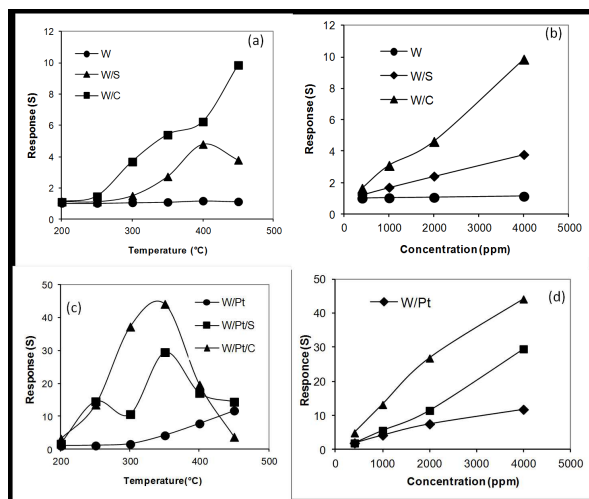 (a)
W
W/S
W/C
Response (S)
12
10
8
6
4
2
0
200 300 400 500
Temperature (°C)
(b)
W
W/S
W/C
Response (S)
12
10
8
6
4
2
0
0 1000 2000 3000 4000 5000
Concentration (ppm)
(c)
W/Pt
W/Pt/S
W/Pt/C
Response (S)
50
40
30
20
10
0
200 300 400 500
Temperature(°C)
(d)
W/Pt
Responce (S)
50
40
30
20
10
0
0 1000 2000 3000 4000 5000
Concentration (ppm)